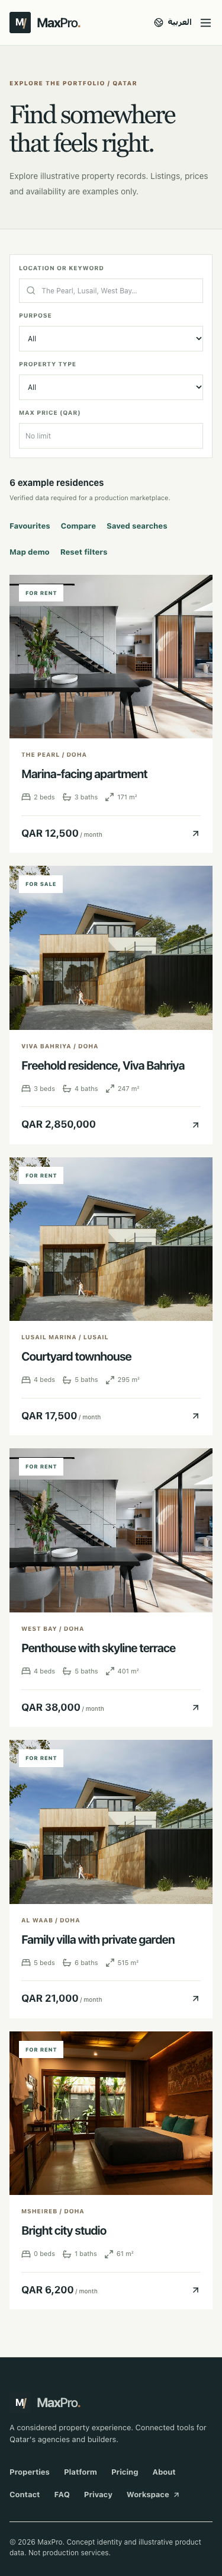 M/ MaxPro.
العربية
EXPLORE THE PORTFOLIO / QATAR
Find somewhere
that feels right.
Explore illustrative property records. Listings, prices
and availability are examples only.
LOCATION OR KEYWORD
The Pearl, Lusail, West Bay...
PURPOSE
All
PROPERTY TYPE
All
MAX PRICE (QAR)
No limit
6 example residences
Verified data required for a production marketplace.
Favourites Compare Saved searches
Map demo Reset filters
FOR RENT
THE PEARL / DOHA
Marina-facing apartment
2 beds 3 baths 171 m²
QAR 12,500 / month
FOR SALE
VIVA BAHRIYA / DOHA
Freehold residence, Viva Bahriya
3 beds 4 baths 247 m²
QAR 2,850,000
FOR RENT
LUSAIL MARINA / LUSAIL
Courtyard townhouse
4 beds 5 baths 295 m²
QAR 17,500 / month
FOR RENT
WEST BAY / DOHA
Penthouse with skyline terrace
4 beds 5 baths 401 m²
QAR 38,000 / month
FOR RENT
AL WAAB / DOHA
Family villa with private garden
5 beds 6 baths 515 m²
QAR 21,000 / month
FOR RENT
MSHEIREB / DOHA
Bright city studio
0 beds 1 baths 61 m²
QAR 6,200 / month
M/ MaxPro.
A considered property experience. Connected tools for
Qatar's agencies and builders.
Properties Platform Pricing About
Contact FAQ Privacy Workspace
© 2026 MaxPro. Concept identity and illustrative product
data. Not production services.